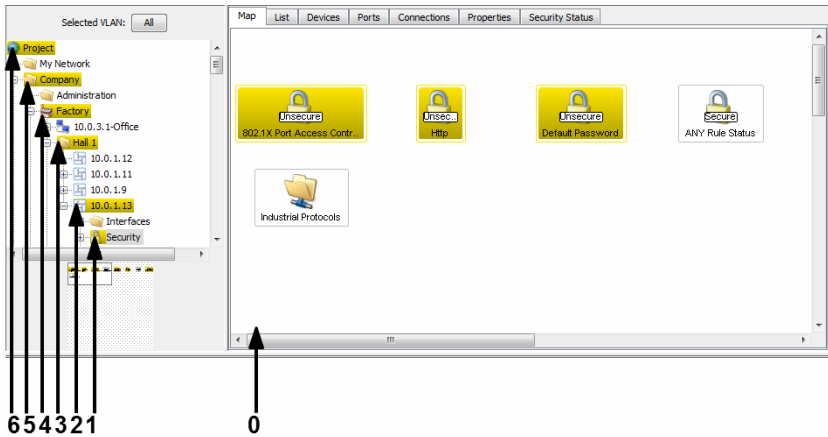 Selected VLAN: All
Map List Devices Ports Connections Properties Security Status
Project
My Network
Company
Administration
Factory
10.0.3.1-Office
Hall 1
10.0.1.12
10.0.1.11
10.0.1.9
10.0.1.13
Interfaces
Security
Unsecure
802.1X Port Access Contr..
Unsec..
Http
Unsecure
Default Password
Secure
ANY Rule Status
Industrial Protocols
6 5 4 3 2 1 0